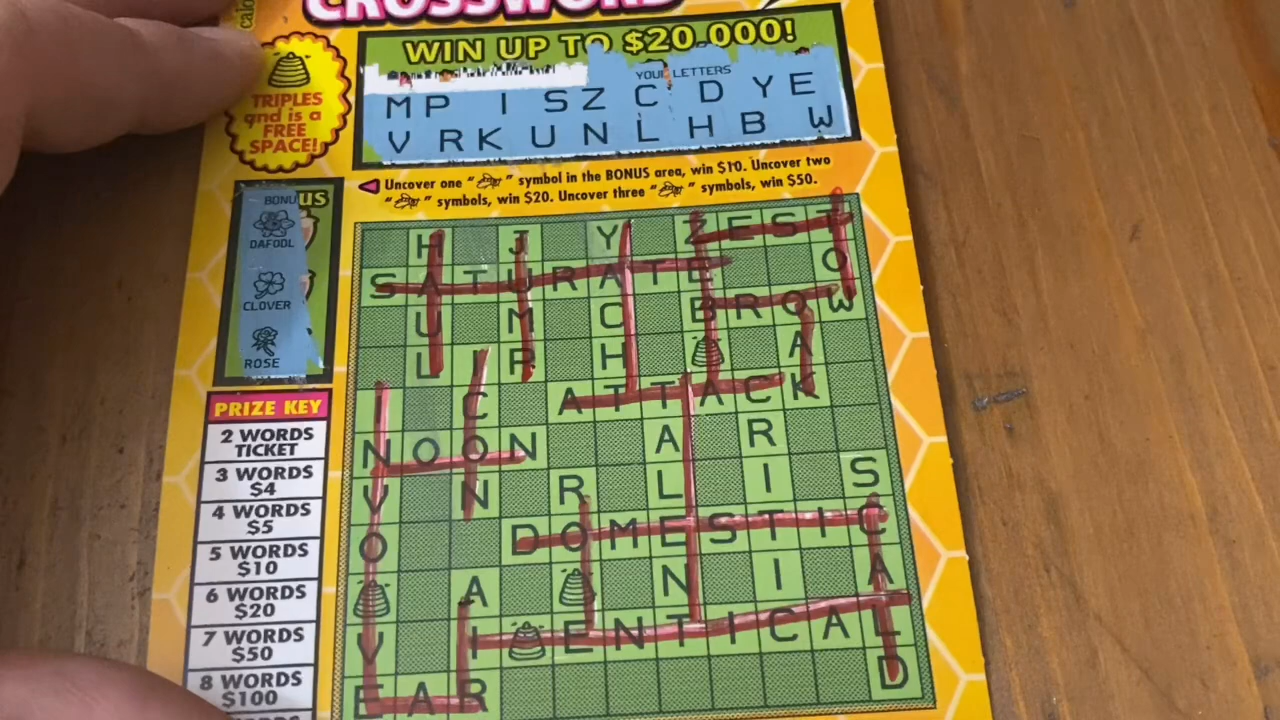 CROSSWORD
WIN UP TO $20,000!
YOUR LETTERS
M P I S Z C D Y E
V R K U N L H B W
TRIPLES
and is a
FREE
SPACE!
Uncover one " " symbol in the BONUS area, win $10. Uncover two
" " symbols, win $20. Uncover three " " symbols, win $50.
BONUS
DAFODL
CLOVER
ROSE
PRIZE KEY
2 WORDS
TICKET
3 WORDS
$4
4 WORDS
$5
5 WORDS
$10
6 WORDS
$20
7 WORDS
$50
8 WORDS
$100
H J Y Z E S T
S A T U R A T E O
U M C B R O W
L I P H A
I C A T T A C K
N O O N A R
V N R L I S
O D O M E S T I C
A N I A
V I E N T I C A L
E A R D